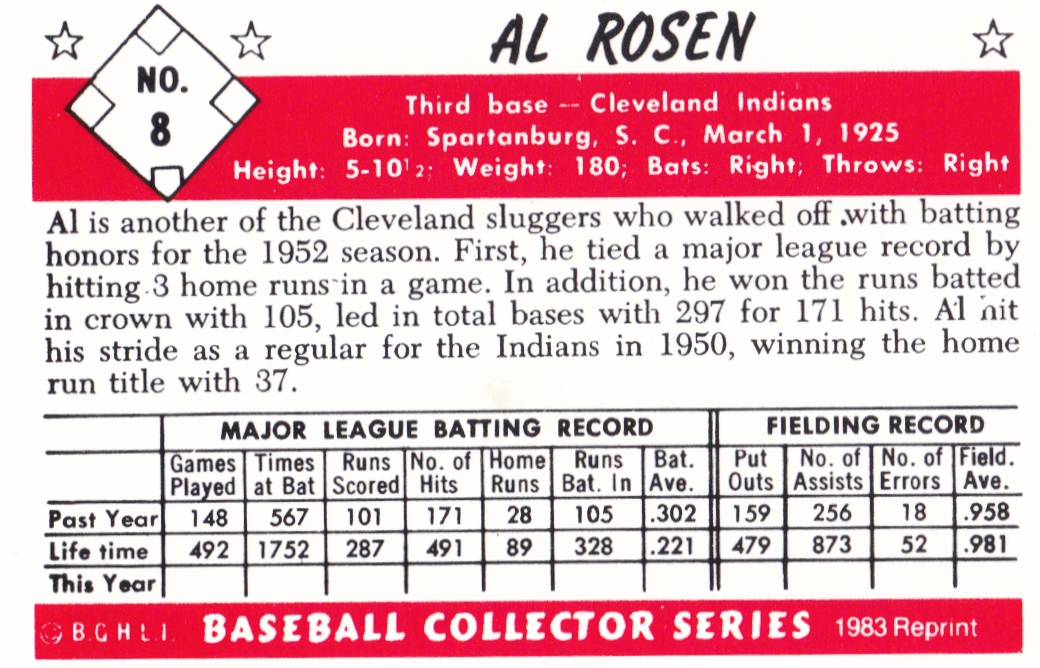 AL ROSEN
NO.
8
Third base -- Cleveland Indians
Born: Spartanburg, S. C., March 1, 1925
Height: 5-10½; Weight: 180; Bats: Right; Throws: Right
Al is another of the Cleveland sluggers who walked off with batting
honors for the 1952 season. First, he tied a major league record by
hitting 3 home runs in a game. In addition, he won the runs batted
in crown with 105, led in total bases with 297 for 171 hits. Al hit
his stride as a regular for the Indians in 1950, winning the home
run title with 37.
MAJOR LEAGUE BATTING RECORD FIELDING RECORD
Games Played Times at Bat Runs Scored No. of Hits Home Runs Runs Bat. In Bat. Ave. Put Outs No. of Assists No. of Errors Field. Ave.
Past Year 148 567 101 171 28 105 .302 159 256 18 .958
Life time 492 1752 287 491 89 328 .221 479 873 52 .981
This Year
© B.G H L I. BASEBALL COLLECTOR SERIES 1983 Reprint